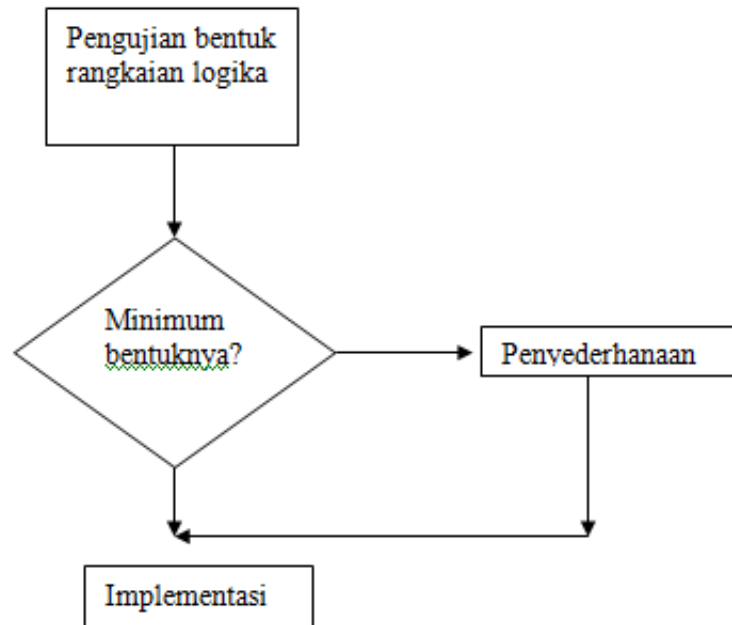 Pengujian bentuk
rangkaian logika
Minimum
bentuknya?
Penyederhanaan
Implementasi